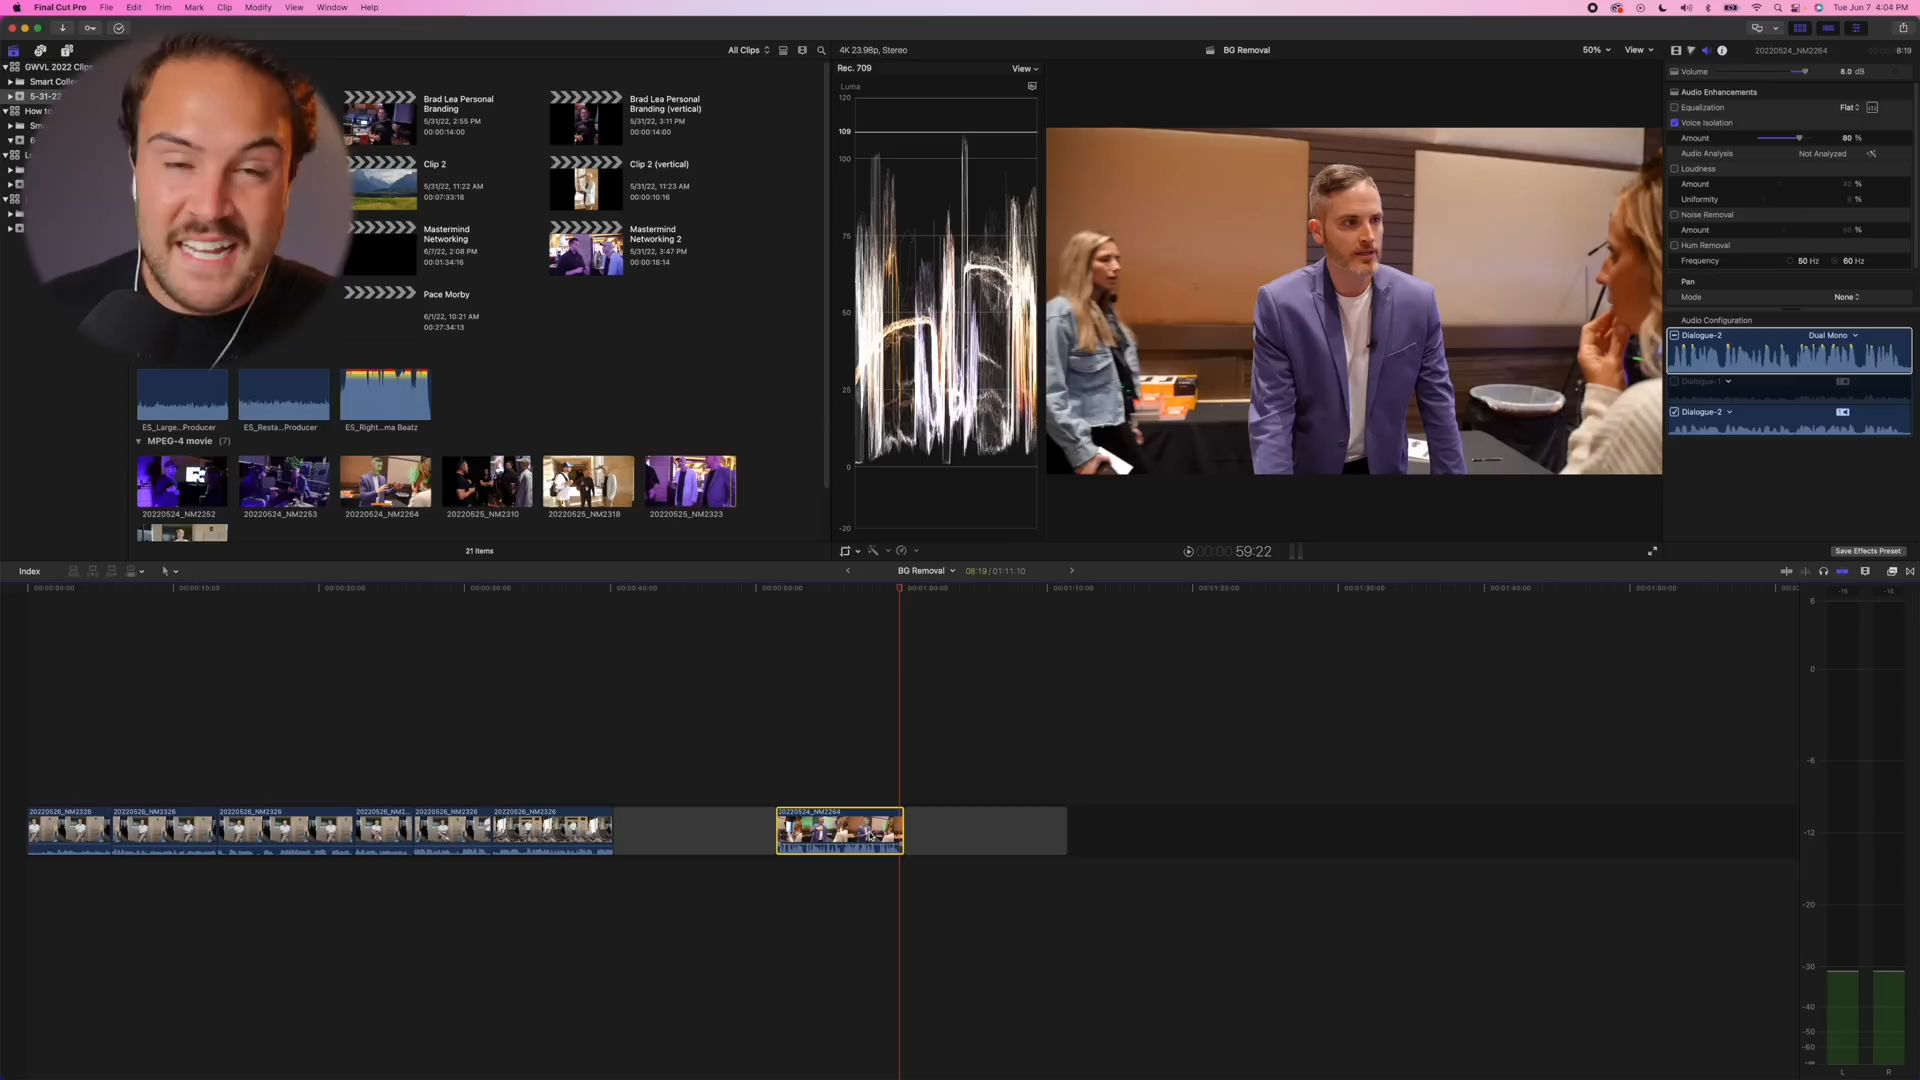 Final Cut Pro File Edit Trim Mark Clip Modify View Window Help
Tue Jun 7 4:04 PM
All Clips
4K 23.98p, Stereo
BG Removal
50%
View
20220524_NM2264
8:19
GWVL 2022 Clips
Smart Colle
5-31-22
How to
Sm
6
Lo
Brad Lea Personal
Branding
5/31/22, 2:55 PM
00:00:14:00
Brad Lea Personal
Branding (vertical)
5/31/22, 3:11 PM
00:00:14:00
Clip 2
5/31/22, 11:22 AM
00:07:33:18
Clip 2 (vertical)
5/31/22, 11:23 AM
00:00:10:16
Mastermind
Networking
6/7/22, 2:08 PM
00:01:34:16
Mastermind
Networking 2
5/31/22, 3:47 PM
00:00:18:14
Pace Morby
6/1/22, 10:21 AM
00:27:34:13
ES_Large...Producer
ES_Resta...Producer
ES_Right...ma Beatz
MPEG-4 movie (7)
20220524_NM2252
20220524_NM2253
20220524_NM2264
20220525_NM2310
20220525_NM2318
20220525_NM2323
21 items
Rec. 709
View
Luma
120
109
100
75
50
25
0
-20
00:00:59:22
Volume
8.0 dB
Audio Enhancements
Equalization
Flat
Voice Isolation
Amount
80 %
Audio Analysis
Not Analyzed
Loudness
Amount
40 %
Uniformity
%
Noise Removal
Amount
%
Hum Removal
Frequency
50 Hz
60 Hz
Pan
Mode
None
Audio Configuration
Dialogue-2
Dual Mono
Dialogue-1
Dialogue-2
Save Effects Preset
Index
BG Removal
08:19 / 01:11:10
00:00:00:00
00:00:10:00
00:00:20:00
00:00:30:00
00:00:40:00
00:00:50:00
00:01:00:00
00:01:10:00
00:01:20:00
00:01:30:00
00:01:40:00
00:01:50:00
20220526_NM2326
20220526_NM2326
20220526_NM2326
20220526_NM2...
20220526_NM2326
20220526_NM2326
20220524_NM2264
-16
-16
6
0
-6
-12
-20
-30
-40
-50
-60
-∞
L
R